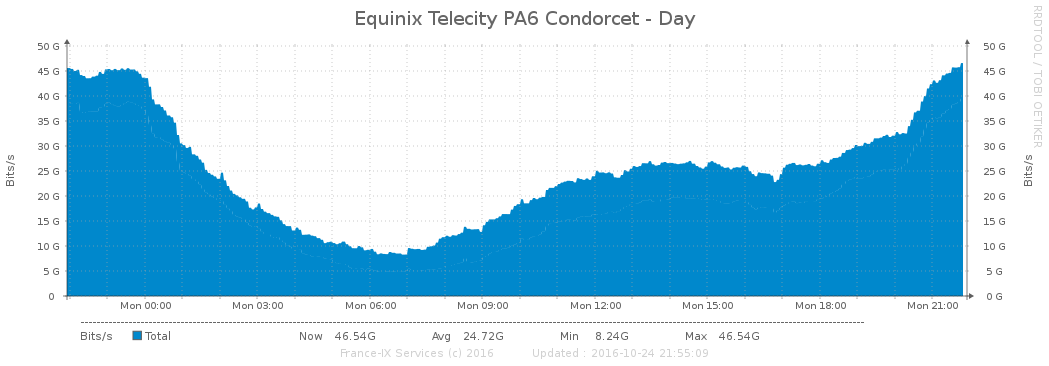 Equinix Telecity PA6 Condorcet - Day
RRDTOOL / TOBI OETIKER
Bits/s
50 G 50 G
45 G 45 G
40 G 40 G
35 G 35 G
30 G 30 G
25 G 25 G
20 G 20 G
15 G 15 G
10 G 10 G
5 G 5 G
0 0 G
Bits/s
Mon 00:00 Mon 03:00 Mon 06:00 Mon 09:00 Mon 12:00 Mon 15:00 Mon 18:00 Mon 21:00
Bits/s Total Now 46.54G Avg 24.72G Min 8.24G Max 46.54G
France-IX Services (c) 2016 Updated : 2016-10-24 21:55:09